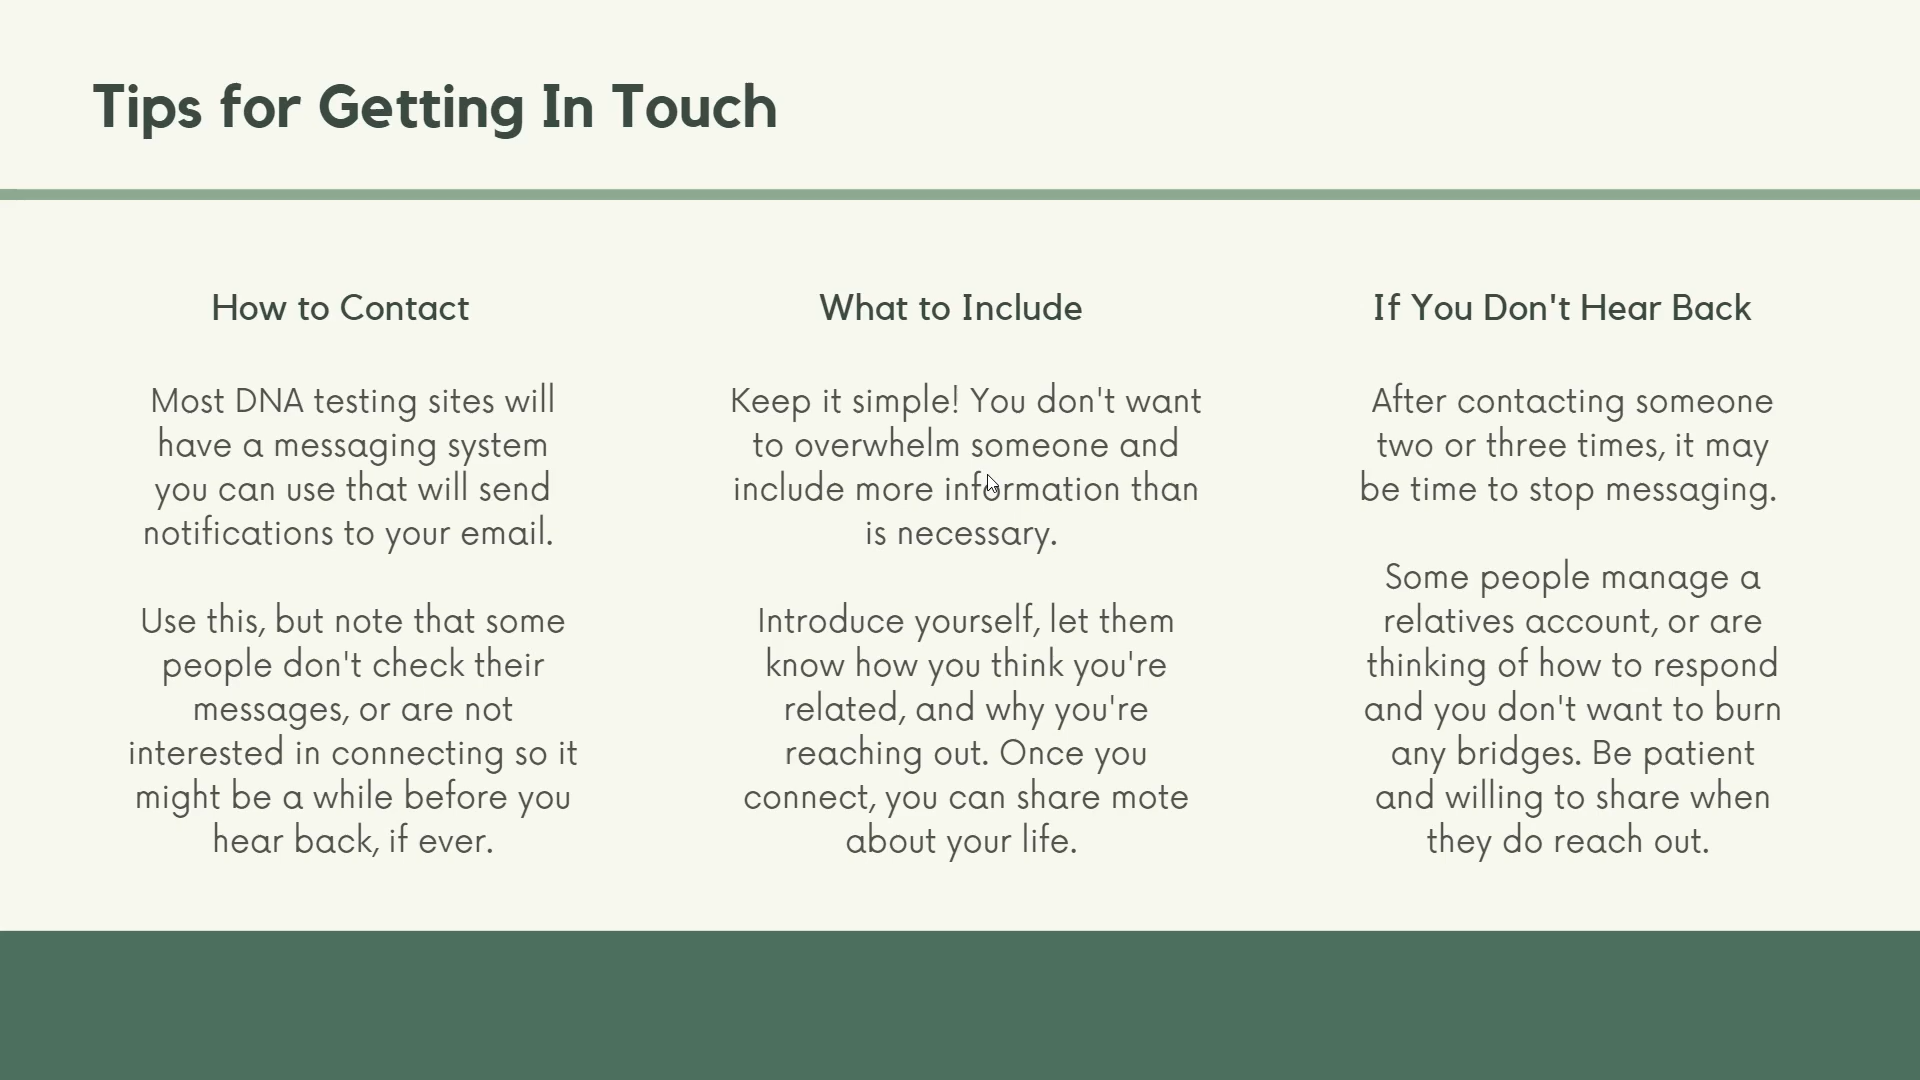 Tips for Getting In Touch
How to Contact
Most DNA testing sites will
have a messaging system
you can use that will send
notifications to your email.
Use this, but note that some
people don't check their
messages, or are not
interested in connecting so it
might be a while before you
hear back, if ever.
What to Include
Keep it simple! You don't want
to overwhelm someone and
include more information than
is necessary.
Introduce yourself, let them
know how you think you're
related, and why you're
reaching out. Once you
connect, you can share mote
about your life.
If You Don't Hear Back
After contacting someone
two or three times, it may
be time to stop messaging.
Some people manage a
relatives account, or are
thinking of how to respond
and you don't want to burn
any bridges. Be patient
and willing to share when
they do reach out.